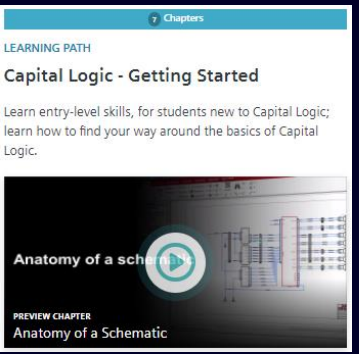 7 Chapters
LEARNING PATH
Capital Logic - Getting Started
Learn entry-level skills, for students new to Capital Logic;
learn how to find your way around the basics of Capital
Logic.
Anatomy of a schematic
PREVIEW CHAPTER
Anatomy of a Schematic